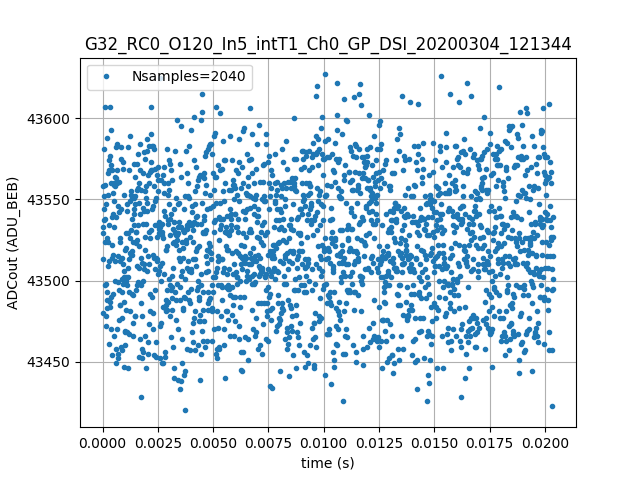 G32_RC0_O120_In5_intT1_Ch0_GP_DSI_20200304_121344
Nsamples=2040
43600
43550
43500
43450
ADCout (ADU_BEB)
0.0000 0.0025 0.0050 0.0075 0.0100 0.0125 0.0150 0.0175 0.0200
time (s)